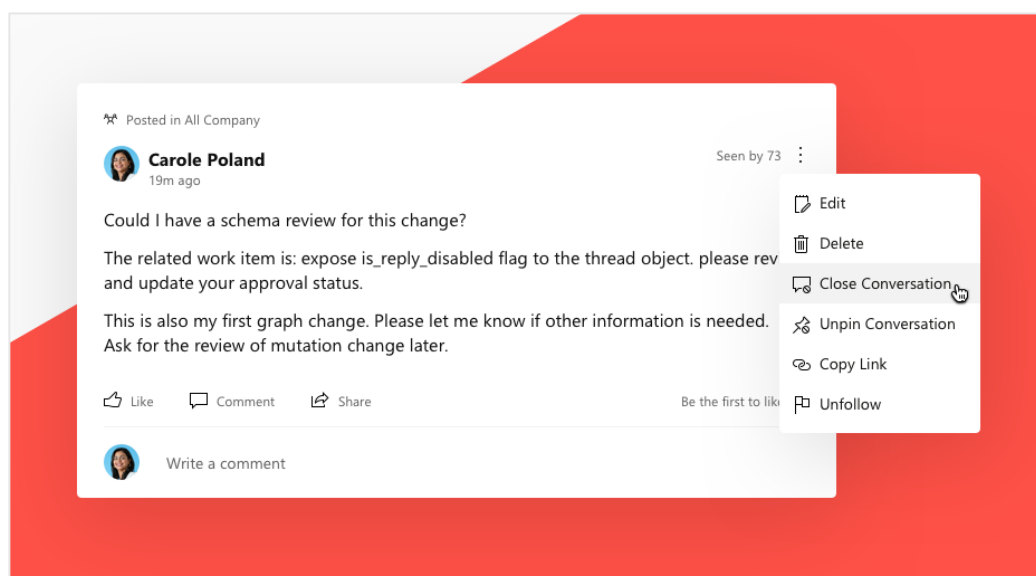 Posted in All Company
Carole Poland
Seen by 73
19m ago
Could I have a schema review for this change?
The related work item is: expose is_reply_disabled flag to the thread object. please rev
and update your approval status.
This is also my first graph change. Please let me know if other information is needed.
Ask for the review of mutation change later.
Like
Comment
Share
Be the first to like
Write a comment
Edit
Delete
Close Conversation
Unpin Conversation
Copy Link
Unfollow